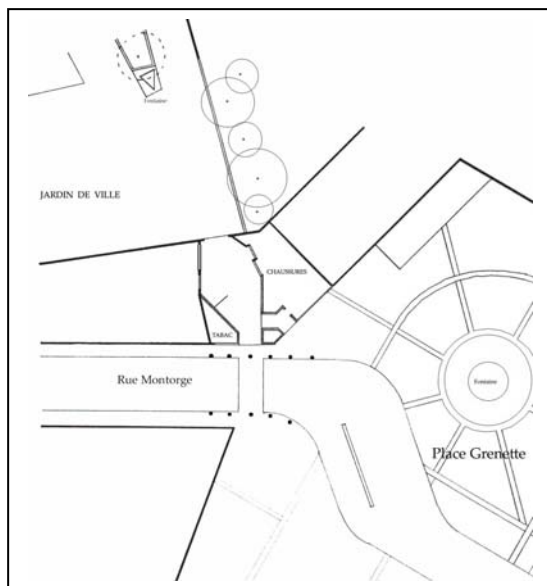 Fontaine
JARDIN DE VILLE
CHAUSSURES
TABAC
Rue Montorge
Fontaine
Place Grenette